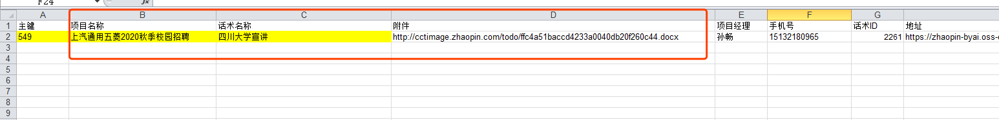 F24 fx
A B C D E F G
1 主键 项目名称 话术名称 附件 项目经理 手机号 话术ID 地址
2 549 上汽通用五菱2020秋季校园招聘 四川大学宣讲 http://cctimage.zhaopin.com/todo/ffc4a51baccd4233a0040db20f260c44.docx 孙畅 15132180965 2261 https://zhaopin-byai.oss-
3
4
5
6
7
8
9